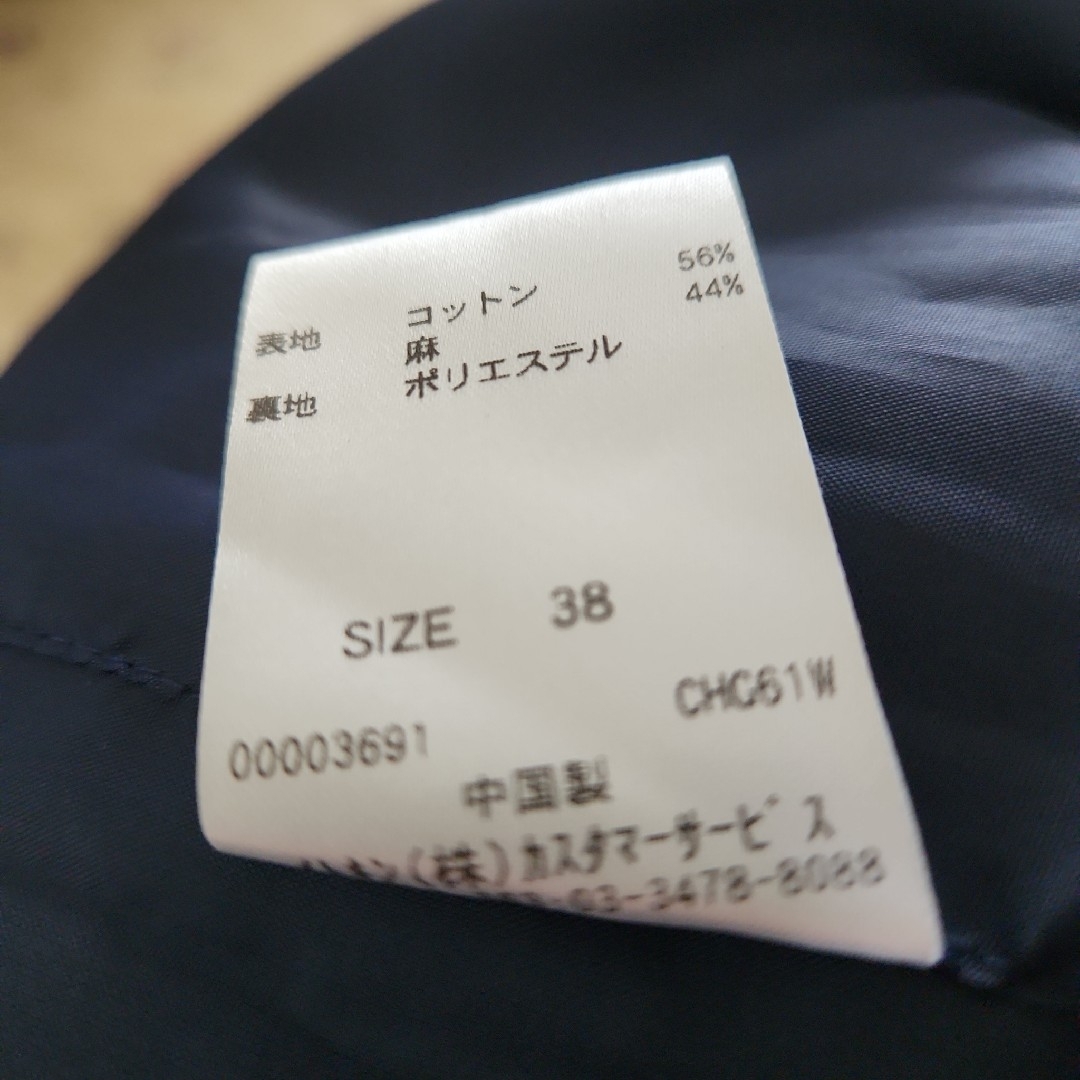 表地 コットン 56%
麻 44%
裏地 ポリエステル
SIZE 38
CHG61W
00003691
中国製
(株)カスタマーサービス
03-3478-8088